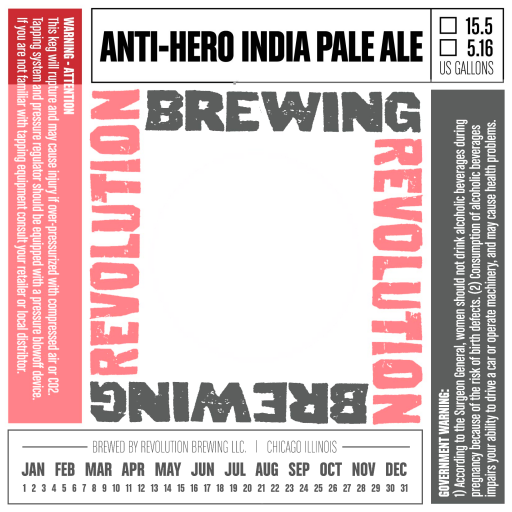 ANTI-HERO INDIA PALE ALE
15.5
5.16
US GALLONS
WARNING - ATTENTION
This keg will rupture and may cause injury if over-pressurized with compressed air or CO2.
Tapping system and pressure regulator should be equipped with a pressure blowoff device.
If you are not familiar with tapping equipment consult your retailer or local distribitor.
BREWING
REVOLUTION
REVOLUTION
BREWING
GOVERNMENT WARNING:
1) According to the Surgeon General, women should not drink alcoholic beverages during
pregnancy because of the risk of birth defects. (2) Consumption of alcoholic beverages
impairs your ability to drive a car or operate machinery, and may cause health problems.
BREWED BY REVOLUTION BREWING LLC. | CHICAGO ILLINOIS
JAN FEB MAR APR MAY JUN JUL AUG SEP OCT NOV DEC
1 2 3 4 5 6 7 8 9 10 11 12 13 14 15 16 17 18 19 20 21 22 23 24 25 26 27 28 29 30 31